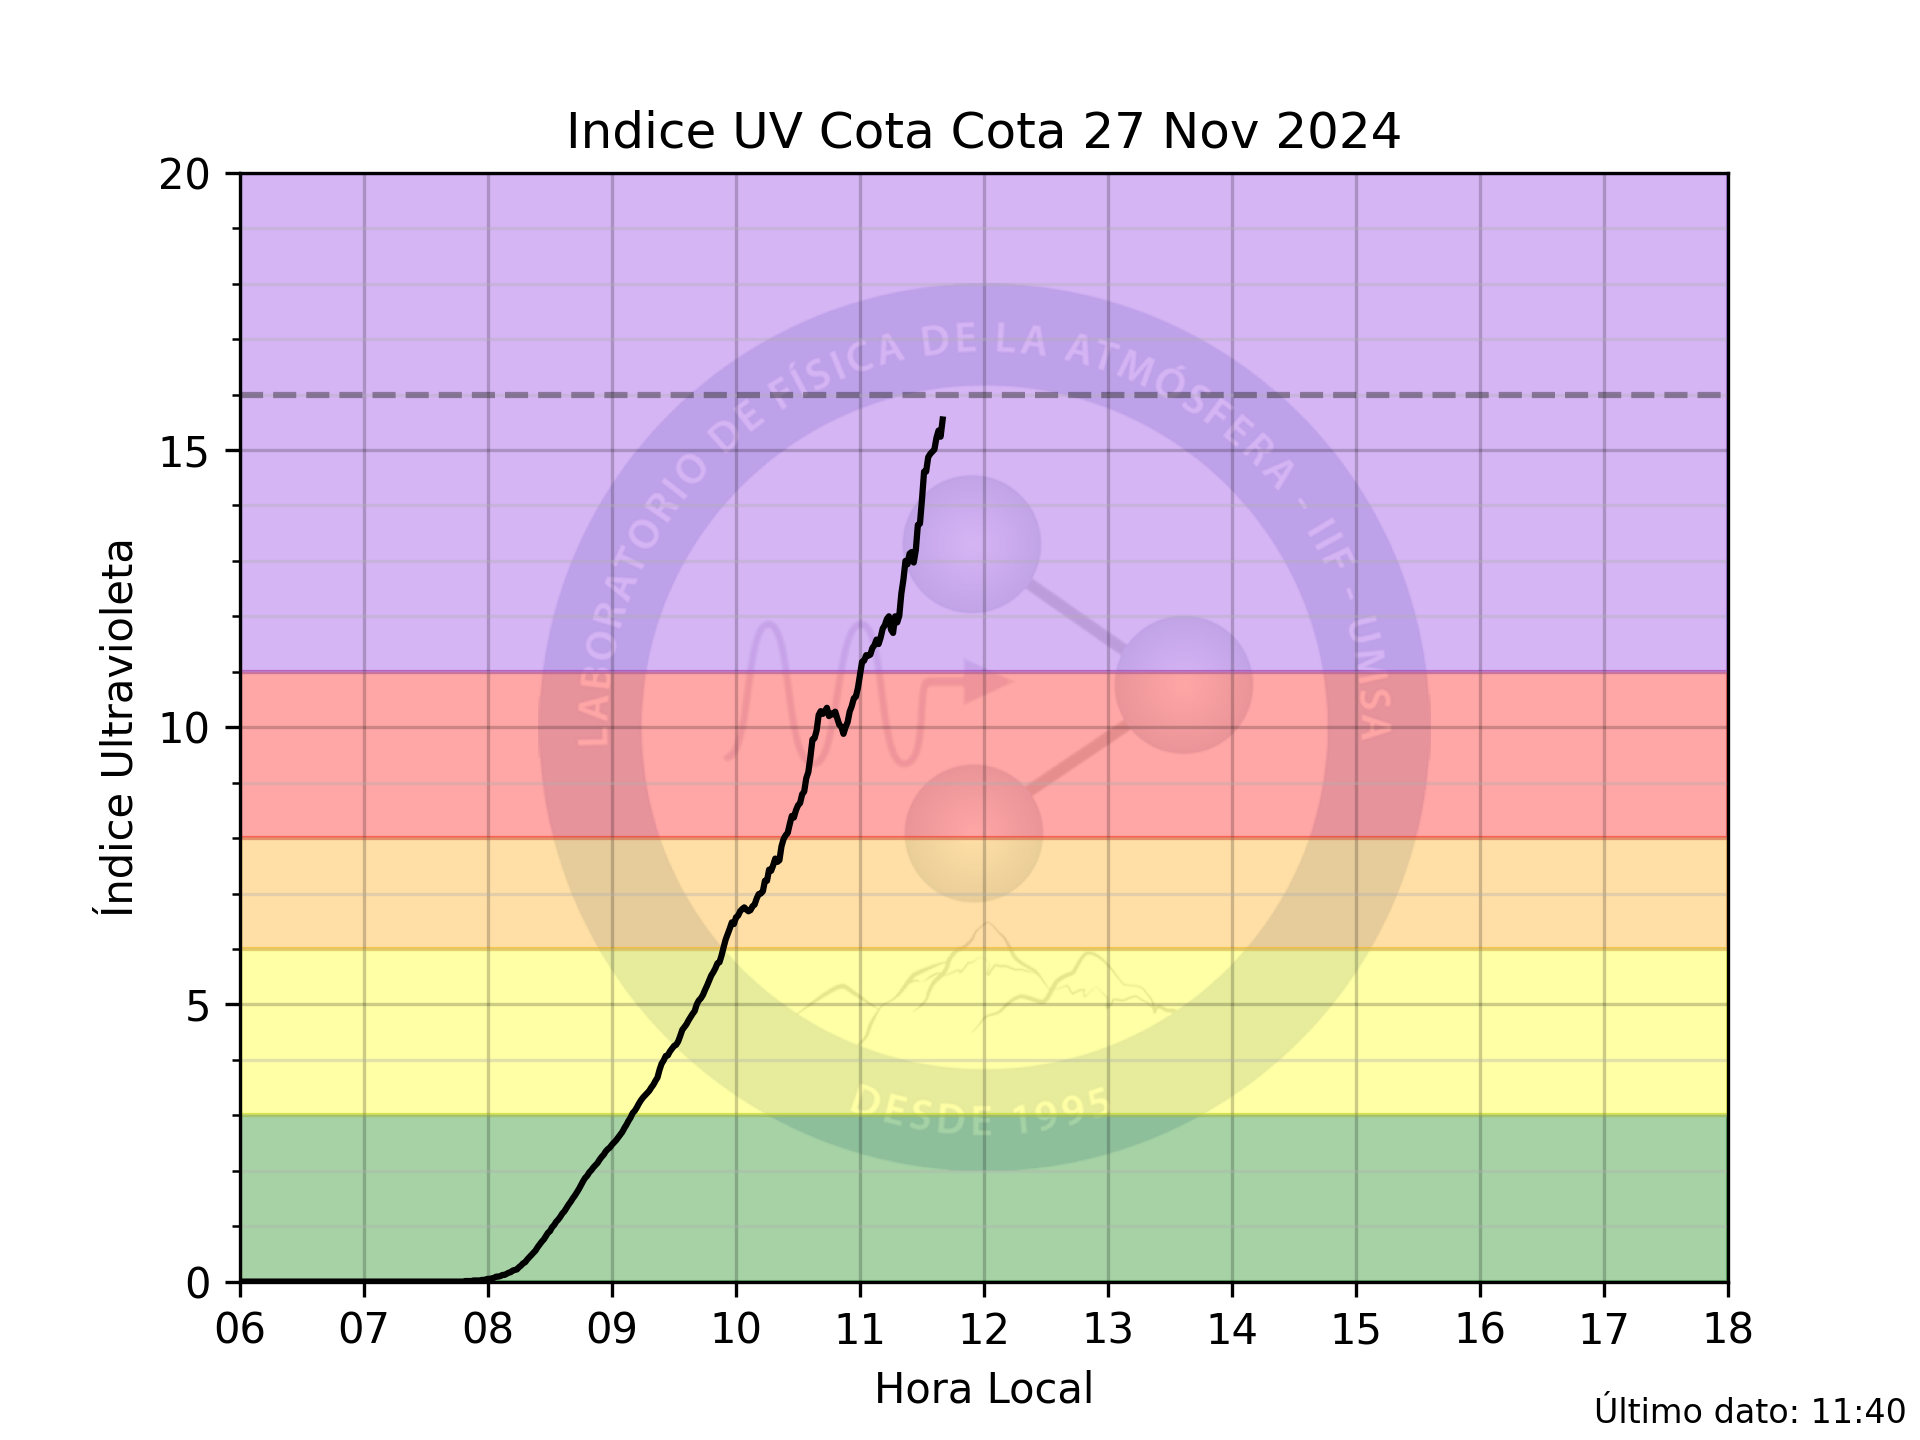 Indice UV Cota Cota 27 Nov 2024
20
15
10
5
0
Índice Ultravioleta
LABORATORIO DE FÍSICA DE LA ATMÓSFERA - IIF - UMSA
DESDE 1995
06 07 08 09 10 11 12 13 14 15 16 17 18
Hora Local
Último dato: 11:40